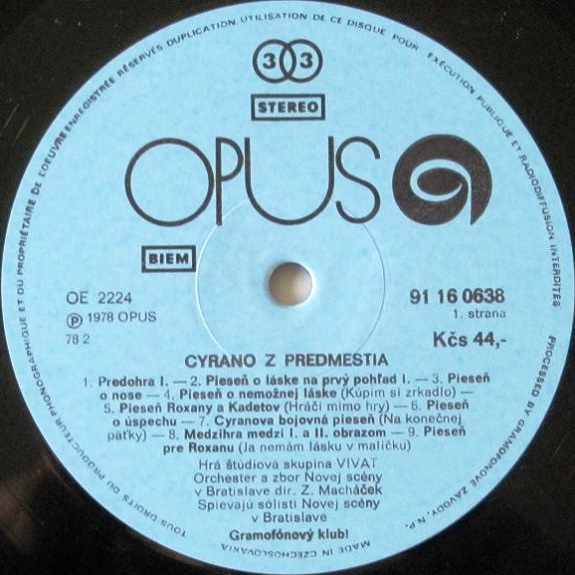 TOUS DROITS DU PRODUCTEUR PHONOGRAPHIQUE ET DU PROPRIÉTAIRE DE L'OEUVRE ENREGISTRÉE RÉSERVÉS DUPLICATION UTILISATION DE CE DISQUE POUR EXÉCUTION PUBLIQUE ET RADIODIFFUSION INTERDITES
PROCESSED BY GRAMOFONOVÉ ZÁVODY, N.P.
33
STEREO
OPUS
BIEM
OE 2224
91 16 0638
Ⓟ 1978 OPUS
1. strana
78 2
Kčs 44,-
CYRANO Z PREDMESTIA
1. Predohra I. — 2. Pieseň o láske na prvý pohľad I. — 3. Pieseň
o nose — 4. Pieseň o nemožnej láske (Kúpim si zrkadlo) —
5. Pieseň Roxany a Kadetov (Hráči mimo hry) — 6. Pieseň
o úspechu — 7. Cyranova bojovná pieseň (Na konečnej
paťky) — 8. Medzihra medzi I. a II. obrazom — 9. Pieseň
pre Roxanu (Ja nemám lásku v malíčku)
Hrá štúdiová skupina VIVAT
Orchester a zbor Novej scény
v Bratislave dir. Z. Macháček
Spievajú sólisti Novej scény
v Bratislave
Gramofónový klub!
MADE IN CZECHOSLOVAKIA